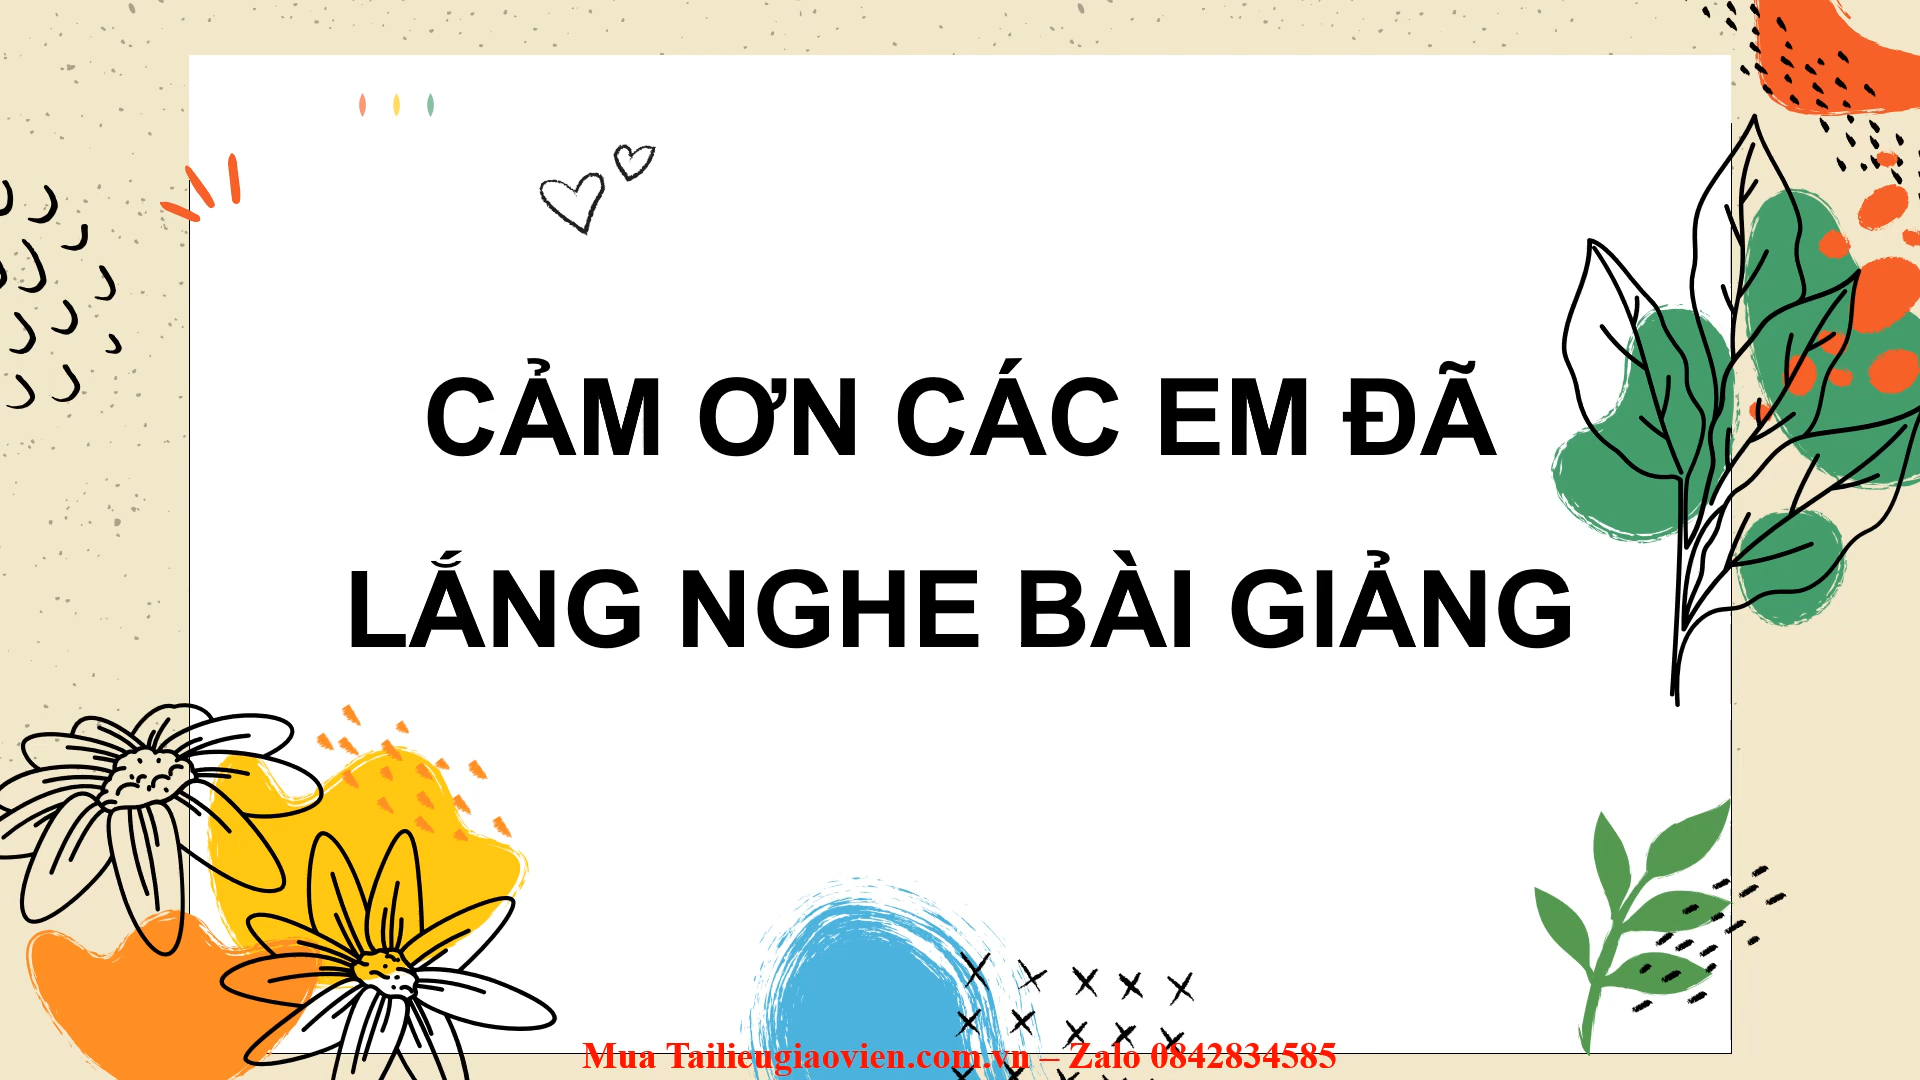 CẢM ƠN CÁC EM ĐÃ
LẮNG NGHE BÀI GIẢNG
Mua Tailieugiaovien.com.vn – Zalo 0842834585